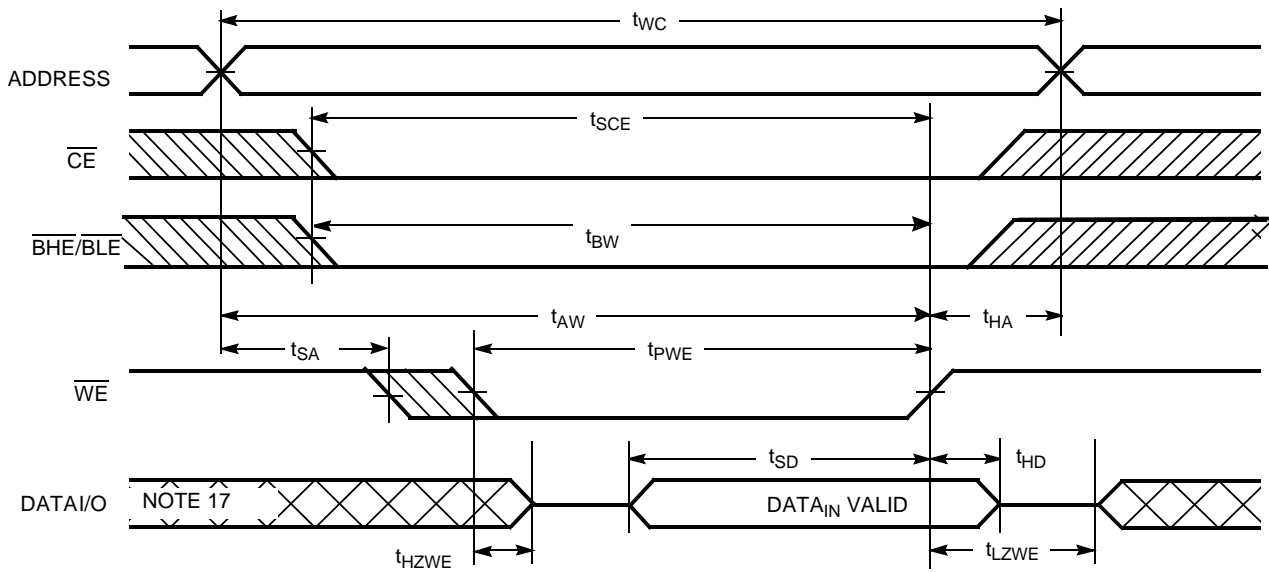 tWC
ADDRESS
tSCE
CE
BHE/BLE
tBW
tAW
tHA
tSA
tPWE
WE
tSD
tHD
DATAI/O
NOTE 17
DATAIN VALID
tHZWE
tLZWE